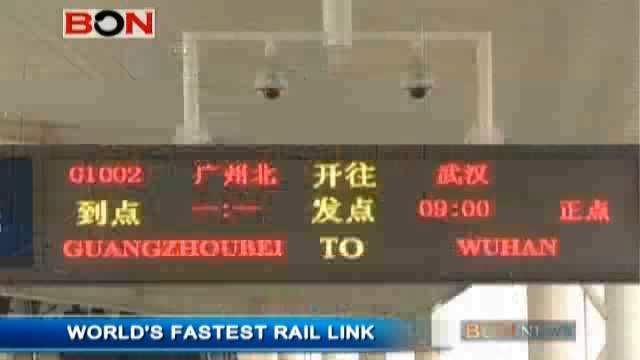 BON
G1002 广州北 开往 武汉
到点 --:-- 发点 09:00 正点
GUANGZHOUBEI TO WUHAN
WORLD'S FASTEST RAIL LINK
BON NEWS